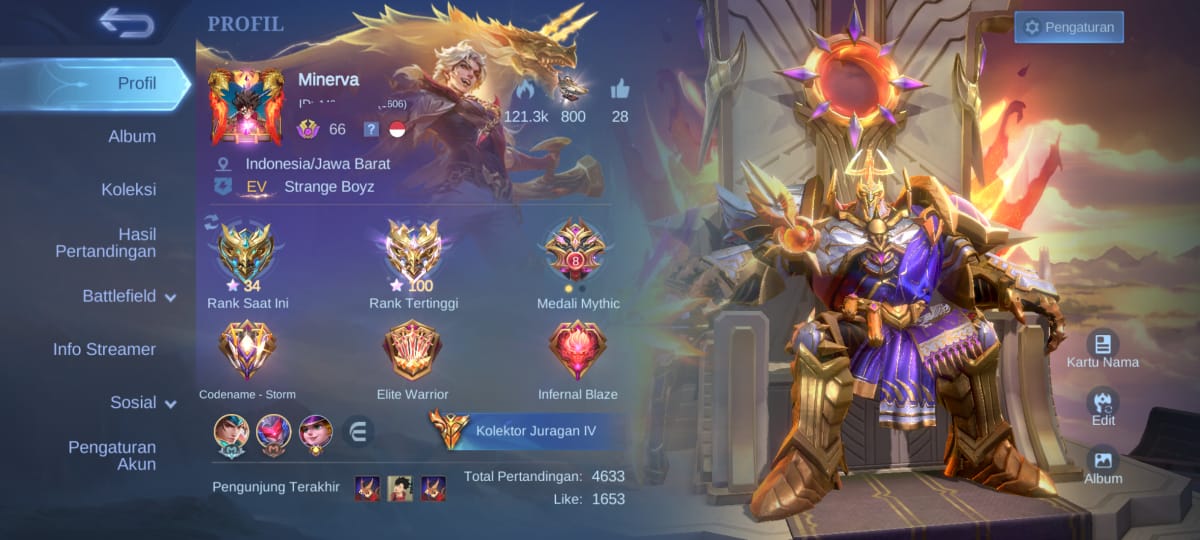 PROFIL
Pengaturan
Profil
Album
Koleksi
Hasil
Pertandingan
Battlefield
Info Streamer
Sosial
Pengaturan
Akun
Minerva
66 ?
121.3k 800 28
Indonesia/Jawa Barat
EV Strange Boyz
34 100 8
Rank Saat Ini Rank Tertinggi Medali Mythic
Codename - Storm Elite Warrior Infernal Blaze
Kolektor Juragan IV
Pengunjung Terakhir
Total Pertandingan: 4633
Like: 1653
Kartu Nama
Edit
Album